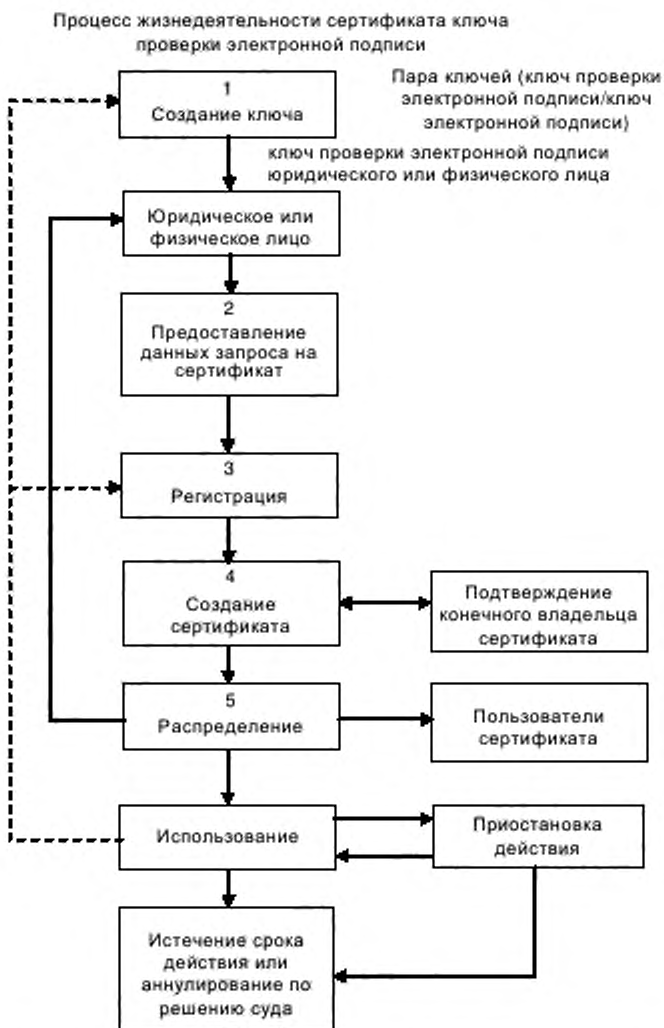 Процесс жизнедеятельности сертификата ключа
проверки электронной подписи
1
Создание ключа
Пара ключей (ключ проверки
электронной подписи/ключ
электронной подписи)
ключ проверки электронной подписи
юридического или физического лица
Юридическое или
физическое лицо
2
Предоставление
данных запроса на
сертификат
3
Регистрация
4
Создание
сертификата
Подтверждение
конечного владельца
сертификата
5
Распределение
Пользователи
сертификата
Использование
Приостановка
действия
Истечение срока
действия или
аннулирование по
решению суда